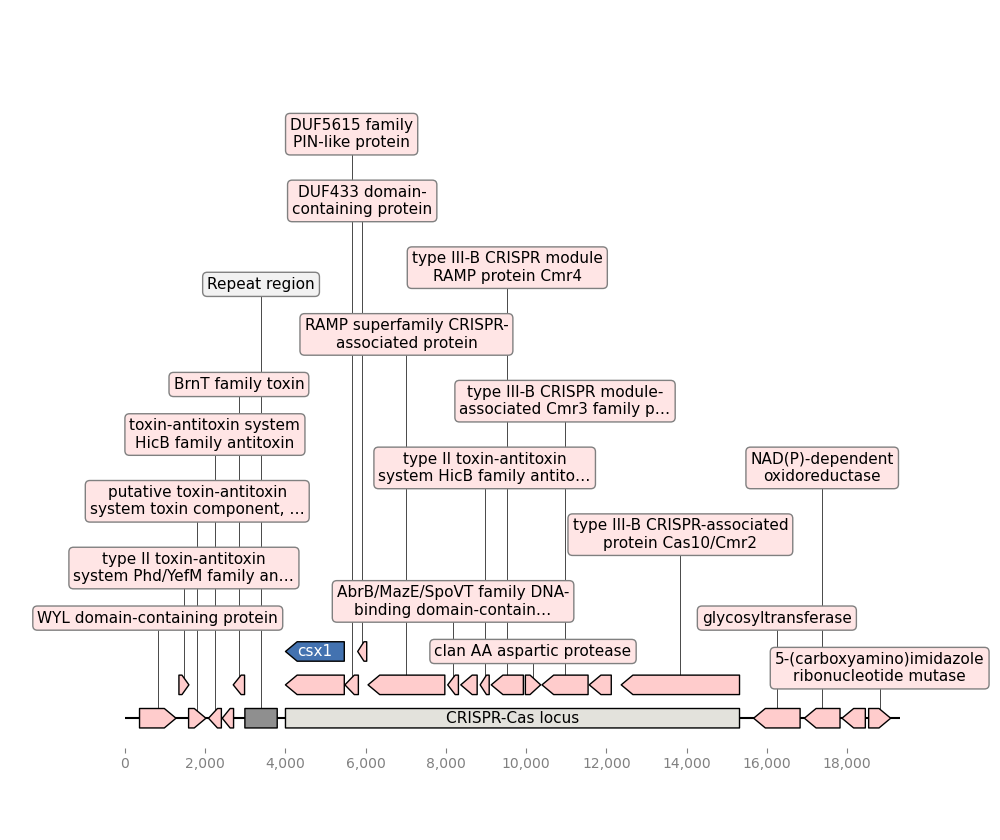 DUF5615 family
PIN-like protein
DUF433 domain-
containing protein
type III-B CRISPR module
RAMP protein Cmr4
Repeat region
RAMP superfamily CRISPR-
associated protein
BrnT family toxin
type III-B CRISPR module-
associated Cmr3 family p…
toxin-antitoxin system
HicB family antitoxin
type II toxin-antitoxin
system HicB family antito…
NAD(P)-dependent
oxidoreductase
putative toxin-antitoxin
system toxin component, …
type III-B CRISPR-associated
protein Cas10/Cmr2
type II toxin-antitoxin
system Phd/YefM family an…
AbrB/MazE/SpoVT family DNA-
binding domain-contain…
WYL domain-containing protein
glycosyltransferase
csx1
clan AA aspartic protease
5-(carboxyamino)imidazole
ribonucleotide mutase
CRISPR-Cas locus
0 2,000 4,000 6,000 8,000 10,000 12,000 14,000 16,000 18,000